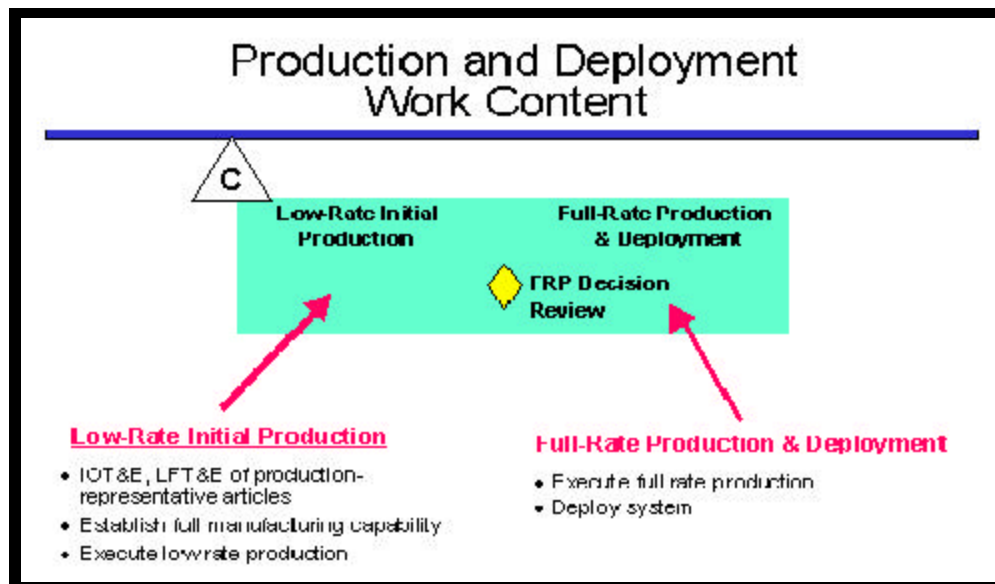 Production and Deployment
Work Content
C
Low-Rate Initial
Production
Full-Rate Production
& Deployment
FRP Decision
Review
Low-Rate Initial Production
• IOT&E, LFT&E of production-
representative articles
• Establish full manufacturing capability
• Execute low rate production
Full-Rate Production & Deployment
• Execute full rate production
• Deploy system